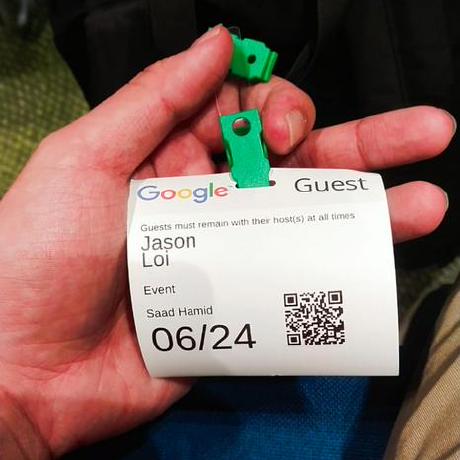 Google Guest
Guests must remain with their host(s) at all times
Jason
Loi
Event
Saad Hamid
06/24